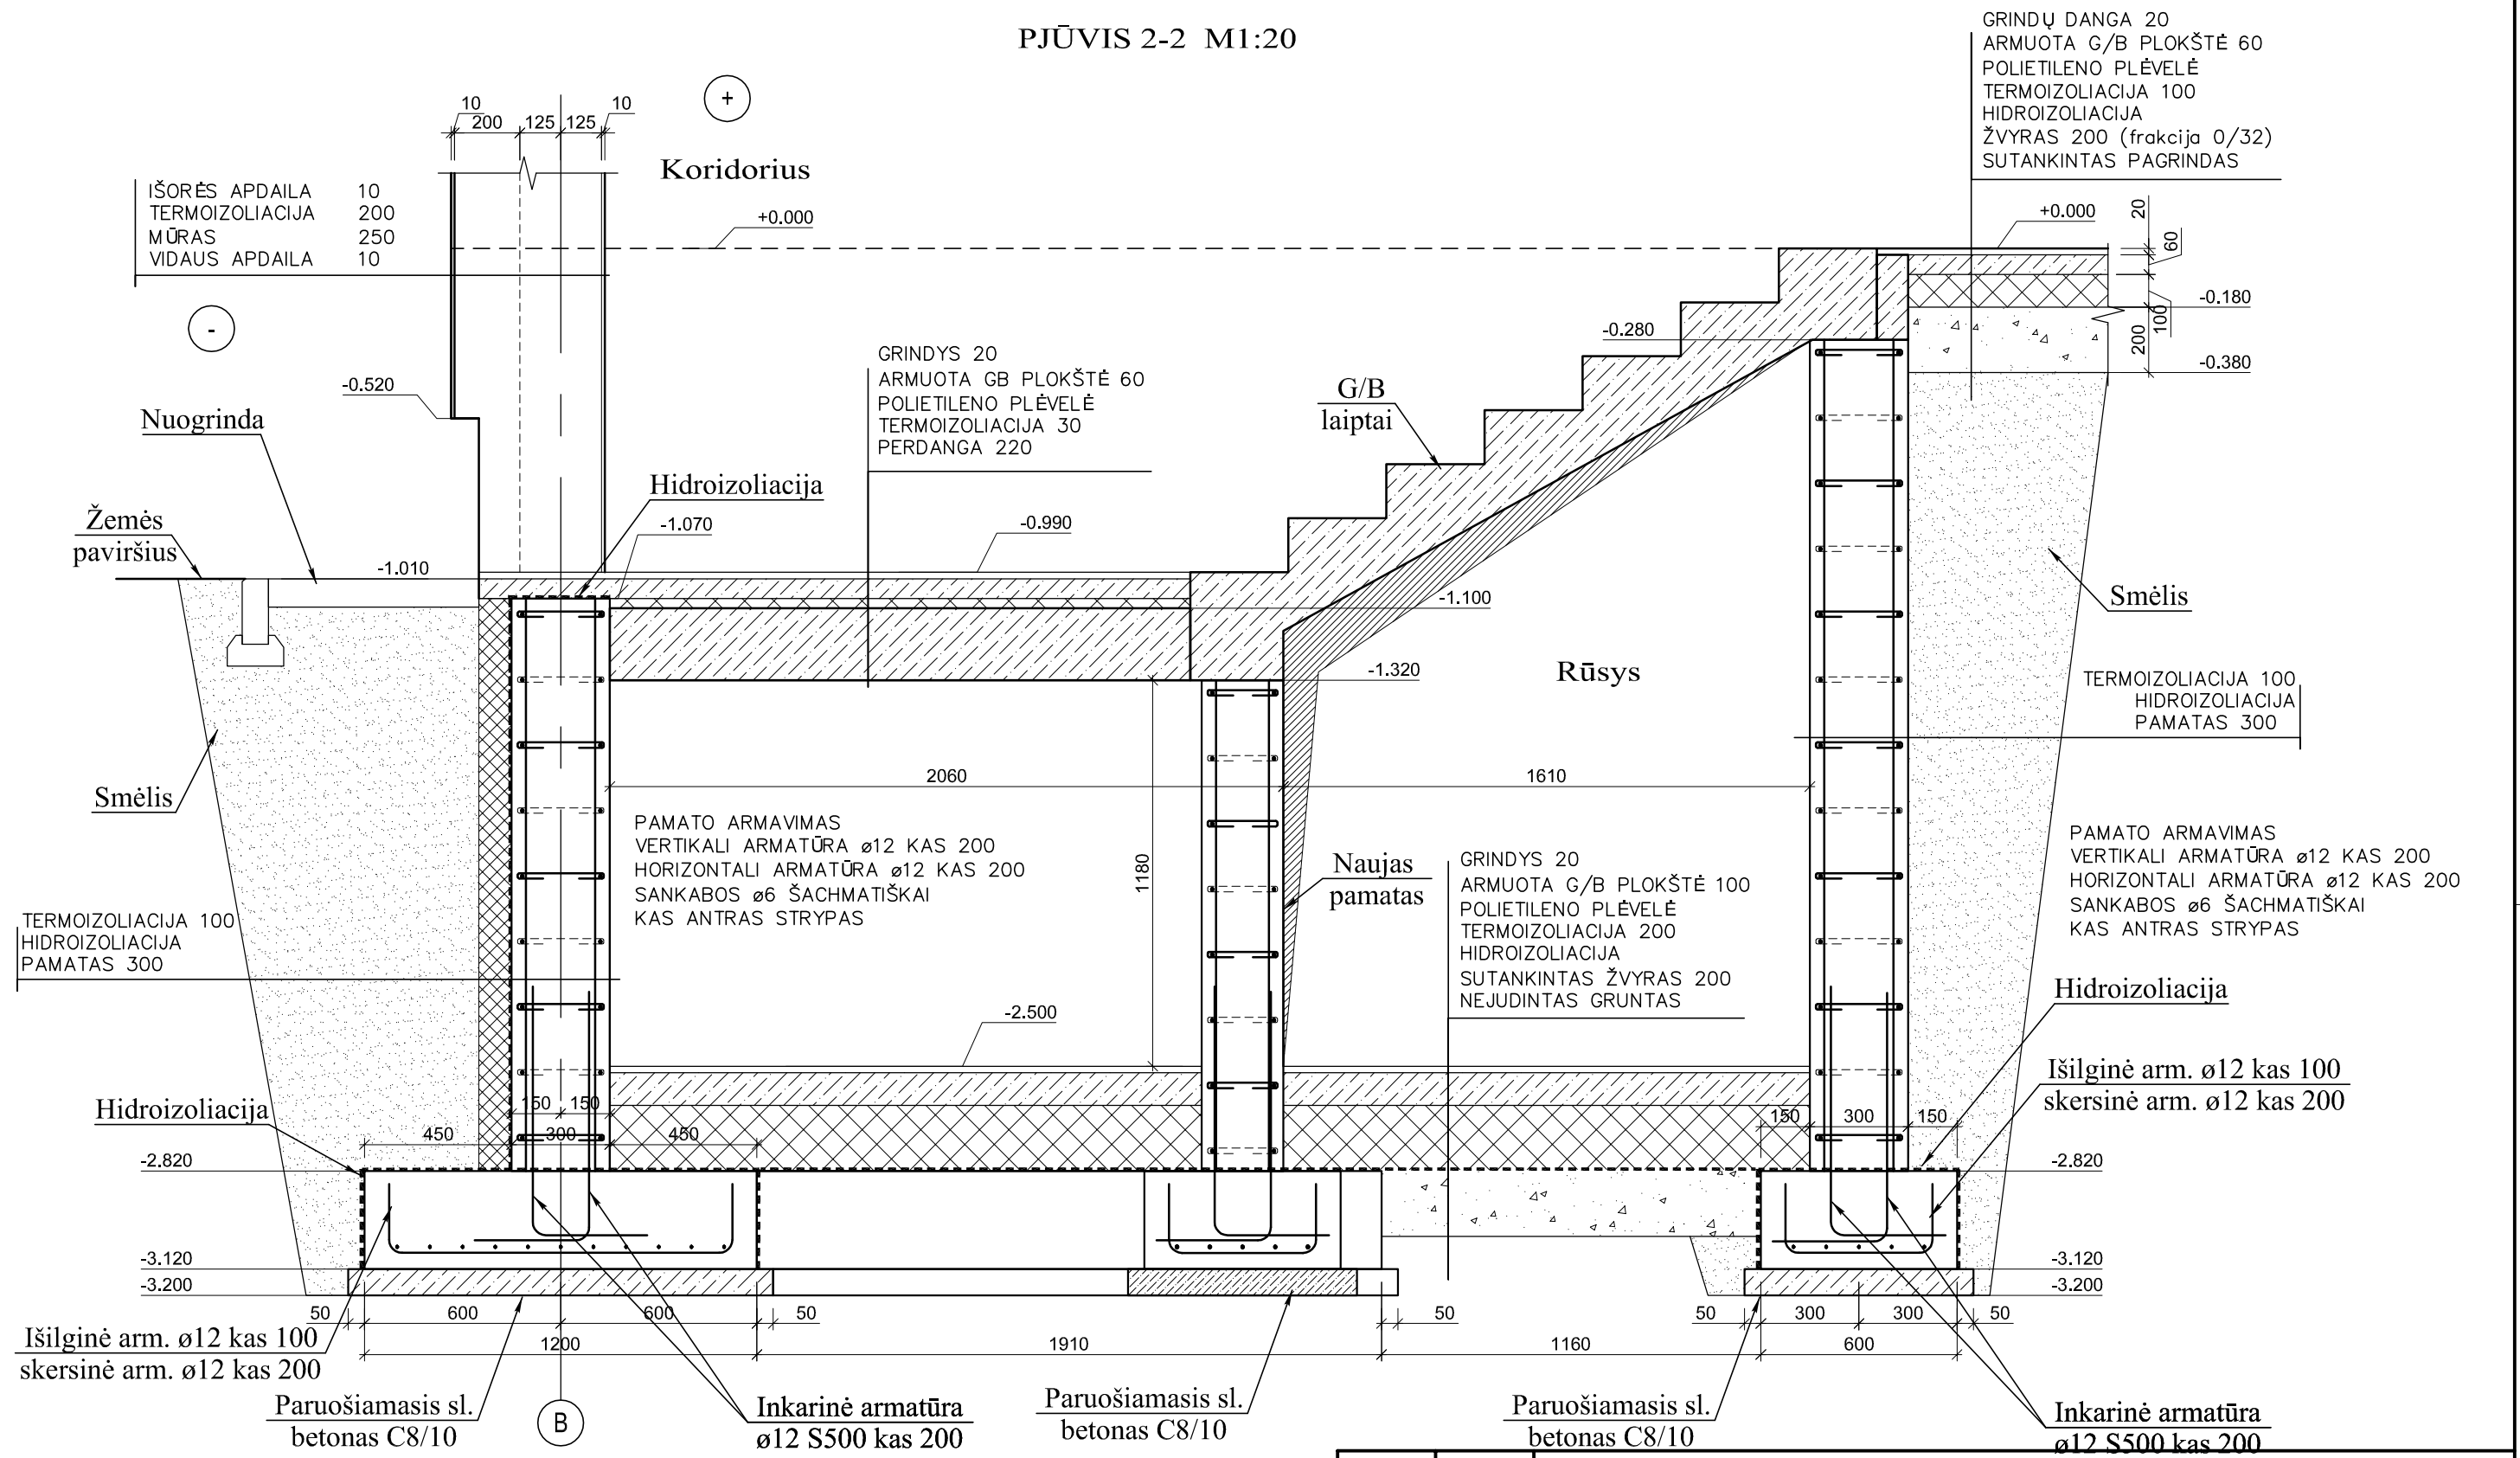 PJŪVIS 2-2 M1:20
GRINDŲ DANGA 20
ARMUOTA G/B PLOKŠTĖ 60
POLIETILENO PLĖVELĖ
TERMOIZOLIACIJA 100
HIDROIZOLIACIJA
ŽVYRAS 200 (frakcija 0/32)
SUTANKINTAS PAGRINDAS
10
200
125
125
10
+
Koridorius
IŠORĖS APDAILA 10
TERMOIZOLIACIJA 200
MŪRAS 250
VIDAUS APDAILA 10
+0.000
+0.000
20
60
-0.180
100
200
-0.380
-
-0.280
-0.520
GRINDYS 20
ARMUOTA GB PLOKŠTĖ 60
POLIETILENO PLĖVELĖ
TERMOIZOLIACIJA 30
PERDANGA 220
G/B
laiptai
Nuogrinda
Hidroizoliacija
-1.070
-0.990
Žemės
paviršius
-1.010
-1.100
Smėlis
-1.320
Rūsys
TERMOIZOLIACIJA 100
HIDROIZOLIACIJA
PAMATAS 300
2060
1610
Smėlis
PAMATO ARMAVIMAS
VERTIKALI ARMATŪRA ø12 KAS 200
HORIZONTALI ARMATŪRA ø12 KAS 200
SANKABOS ø6 ŠACHMATIŠKAI
KAS ANTRAS STRYPAS
1180
Naujas
pamatas
GRINDYS 20
ARMUOTA G/B PLOKŠTĖ 100
POLIETILENO PLĖVELĖ
TERMOIZOLIACIJA 200
HIDROIZOLIACIJA
SUTANKINTAS ŽVYRAS 200
NEJUDINTAS GRUNTAS
PAMATO ARMAVIMAS
VERTIKALI ARMATŪRA ø12 KAS 200
HORIZONTALI ARMATŪRA ø12 KAS 200
SANKABOS ø6 ŠACHMATIŠKAI
KAS ANTRAS STRYPAS
TERMOIZOLIACIJA 100
HIDROIZOLIACIJA
PAMATAS 300
-2.500
Hidroizoliacija
Išilginė arm. ø12 kas 100
skersinė arm. ø12 kas 200
Hidroizoliacija
150
150
450
300
450
150
300
150
-2.820
-2.820
-3.120
-3.200
-3.120
-3.200
50
600
600
50
50
50
300
300
50
1200
1910
1160
600
Išilginė arm. ø12 kas 100
skersinė arm. ø12 kas 200
Paruošiamasis sl.
betonas C8/10
B
Inkarinė armatūra
ø12 S500 kas 200
Paruošiamasis sl.
betonas C8/10
Paruošiamasis sl.
betonas C8/10
Inkarinė armatūra
ø12 S500 kas 200